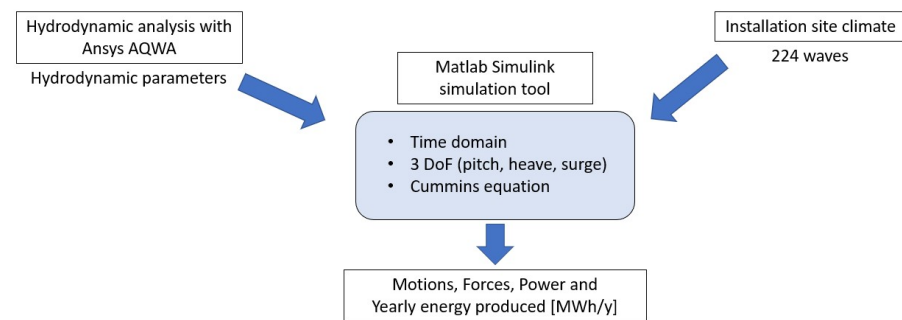 Hydrodynamic analysis with
Ansys AQWA
Hydrodynamic parameters
Installation site climate
224 waves
Matlab Simulink
simulation tool
• Time domain
• 3 DoF (pitch, heave, surge)
• Cummins equation
Motions, Forces, Power and
Yearly energy produced [MWh/y]